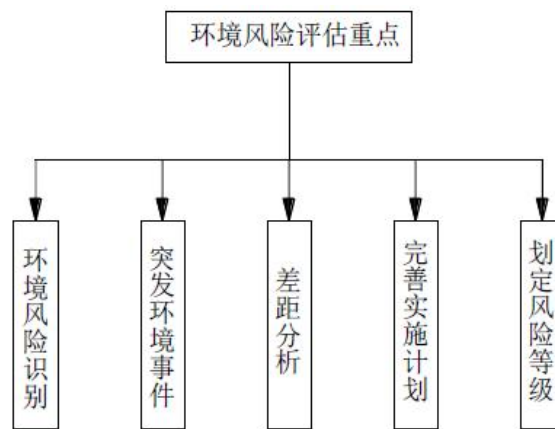 环境风险评估重点
环境风险识别
突发环境事件
差距分析
完善实施计划
划定风险等级